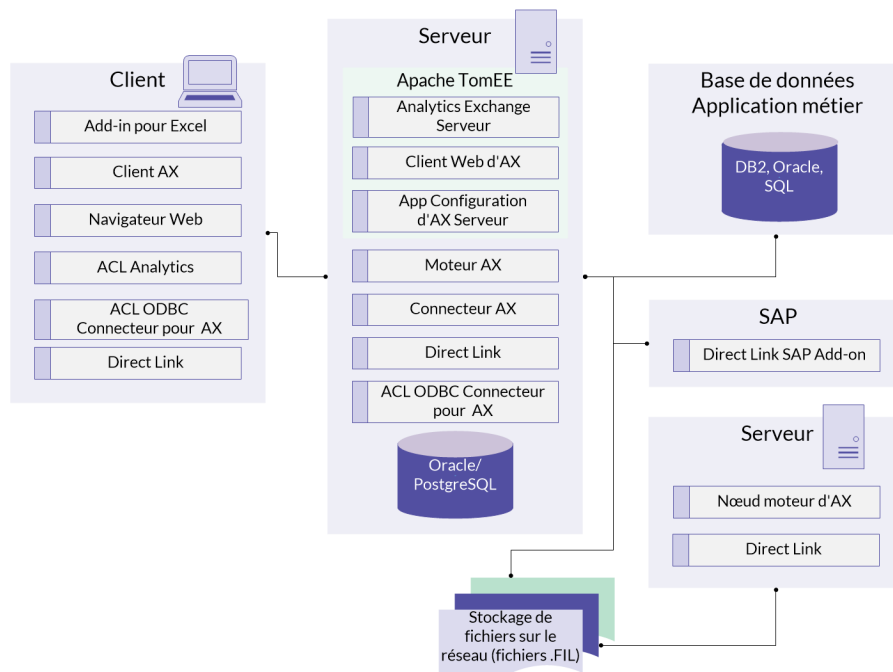 Client
Add-in pour Excel
Client AX
Navigateur Web
ACL Analytics
ACL ODBC
Connecteur pour AX
Direct Link
Serveur
Apache TomEE
Analytics Exchange
Serveur
Client Web d'AX
App Configuration
d'AX Serveur
Moteur AX
Connecteur AX
Direct Link
ACL ODBC Connecteur
pour AX
Oracle/
PostgreSQL
Base de données
Application métier
DB2, Oracle,
SQL
SAP
Direct Link SAP Add-on
Serveur
Nœud moteur d'AX
Direct Link
Stockage de
fichiers sur le
réseau (fichiers .FIL)